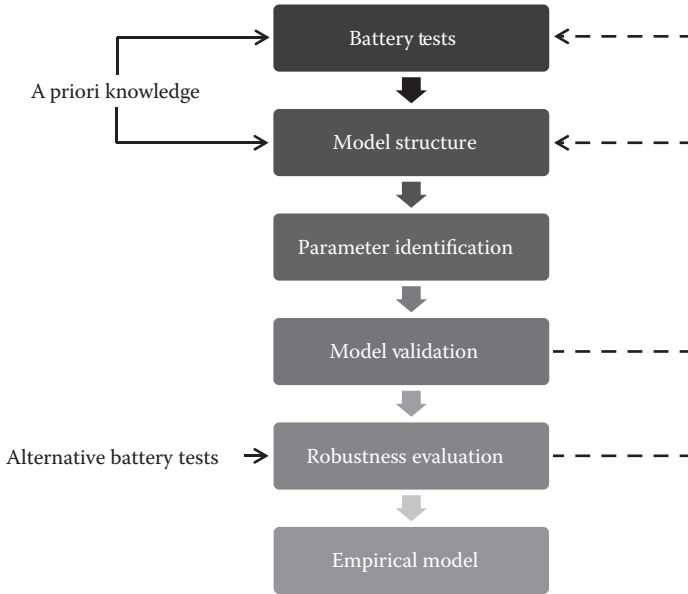 Battery tests
A priori knowledge
Model structure
Parameter identification
Model validation
Alternative battery tests
Robustness evaluation
Empirical model